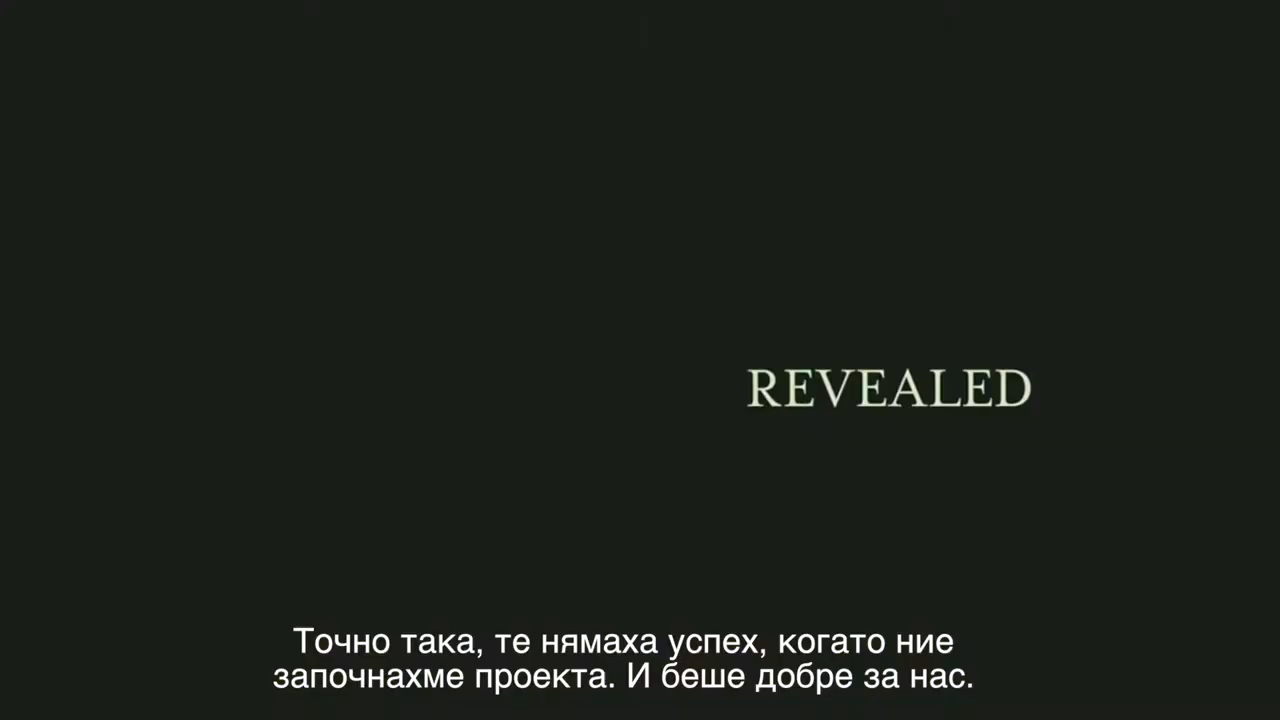 REVEALED
Точно така, те нямаха успех, когато ние
започнахме проекта. И беше добре за нас.